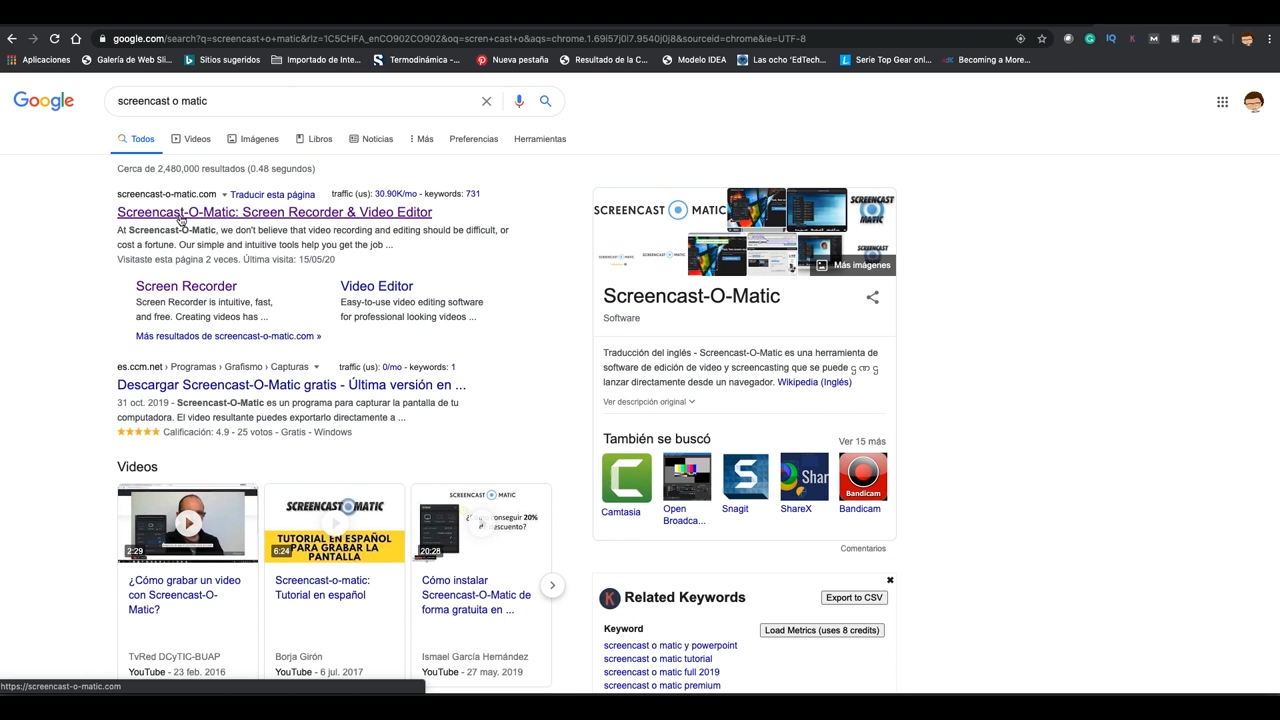 google.com/search?q=screencast+o+matic&rlz=1C5CHFA_enCO902CO902&oq=scren+cast+o&aqs=chrome.1.69i57j0l7.9540j0j8&sourceid=chrome&ie=UTF-8
Aplicaciones Galería de Web Sli... Sitios sugeridos Importado de Inte... Termodinámica -... Nueva pestaña Resultado de la C... Modelo IDEA Las ocho 'EdTech... Serie Top Gear onl... Becoming a More...
Google screencast o matic
Todos Videos Imágenes Libros Noticias Más Preferencias Herramientas
Cerca de 2,480,000 resultados (0.48 segundos)
screencast-o-matic.com Traducir esta página traffic (us): 30.90K/mo - keywords: 731
Screencast-O-Matic: Screen Recorder & Video Editor
At Screencast-O-Matic, we don't believe that video recording and editing should be difficult, or
cost a fortune. Our simple and intuitive tools help you get the job ...
Visitaste esta página 2 veces. Última visita: 15/05/20
Screen Recorder
Screen Recorder is intuitive, fast,
and free. Creating videos has ...
Video Editor
Easy-to-use video editing software
for professional looking videos ...
Más resultados de screencast-o-matic.com »
es.ccm.net › Programas › Grafismo › Capturas traffic (us): 0/mo - keywords: 1
Descargar Screencast-O-Matic gratis - Última versión en ...
31 oct. 2019 - Screencast-O-Matic es un programa para capturar la pantalla de tu
computadora. El video resultante puedes exportarlo directamente a ...
Calificación: 4.9 - 25 votos - Gratis - Windows
Videos
2:29
¿Cómo grabar un video
con Screencast-O-
Matic?
TvRed DCyTIC-BUAP
YouTube - 23 feb. 2016
SCREENCAST MATIC
TUTORIAL EN ESPAÑOL
PARA GRABAR LA
PANTALLA
6:24
Screencast-o-matic:
Tutorial en español
Borja Girón
YouTube - 6 jul. 2017
SCREENCAST MATIC
conseguir 20%
20:28
Cómo instalar
Screencast-O-Matic de
forma gratuita en ...
Ismael García Hernández
YouTube - 27 may. 2019
https://screencast-o-matic.com
SCREENCAST MATIC
SCREENCAST
MATIC
Más imágenes
Screencast-O-Matic
Software
Traducción del inglés - Screencast-O-Matic es una herramienta de
software de edición de video y screencasting que se puede
lanzar directamente desde un navegador. Wikipedia (Inglés)
Ver descripción original
También se buscó Ver 15 más
Camtasia
Open
Broadca...
Snagit
Shar
ShareX
Bandicam
Bandicam
Comentarios
Related Keywords Export to CSV
Keyword Load Metrics (uses 8 credits)
screencast o matic y powerpoint
screencast o matic tutorial
screencast o matic full 2019
screencast o matic premium